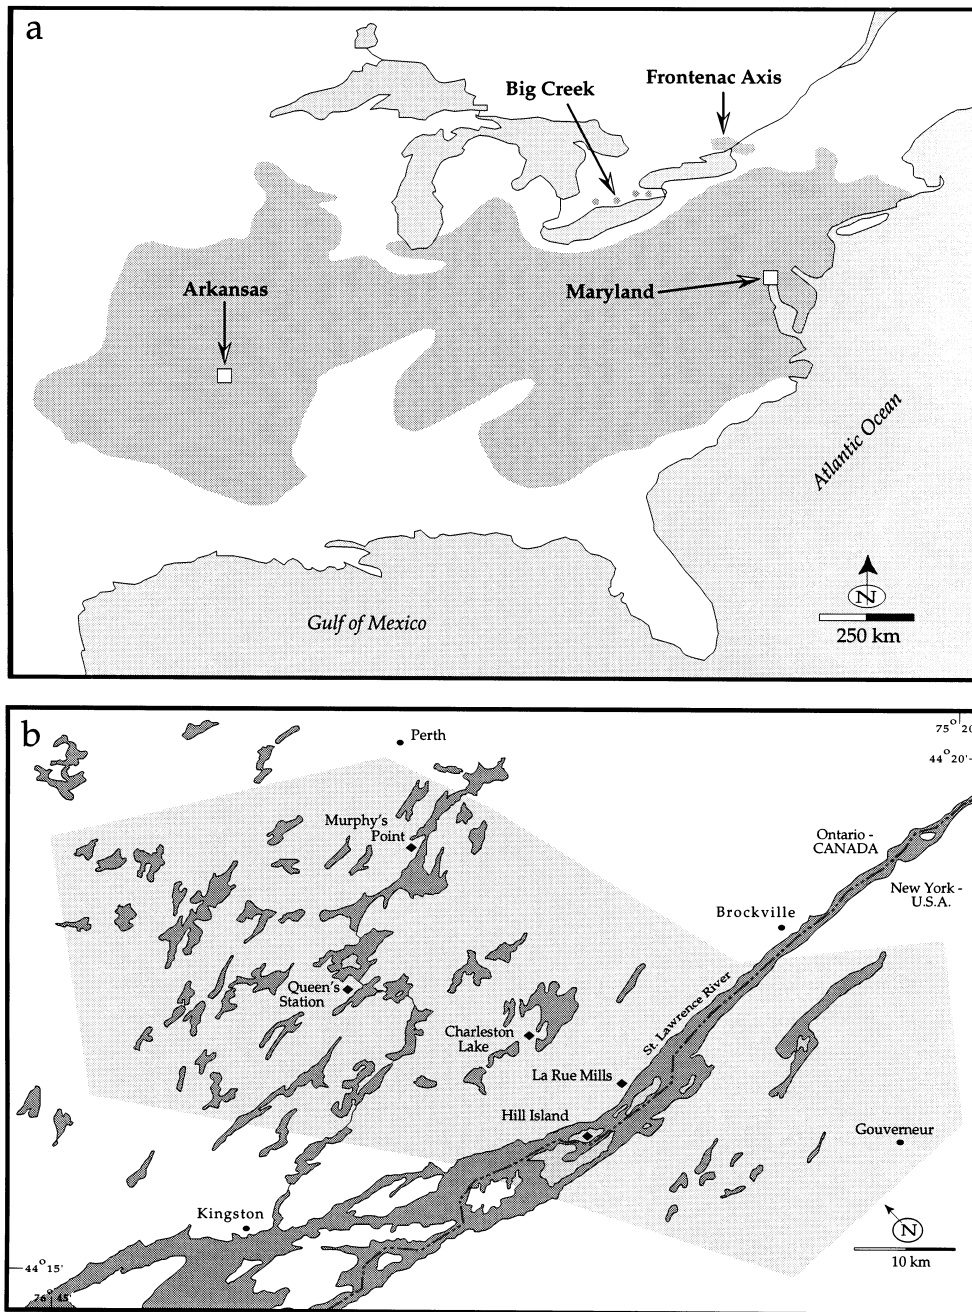 a
Frontenac Axis
Big Creek
Arkansas
Maryland
Atlantic Ocean
Gulf of Mexico
N
250 km
b
75° 20
44° 20'
Perth
Murphy's
Point
Ontario -
CANADA
New York -
U.S.A.
Brockville
Queen's
Station
St. Lawrence River
Charleston
Lake
La Rue Mills
Hill Island
Gouverneur
Kingston
N
10 km
44° 15'
76° 45'